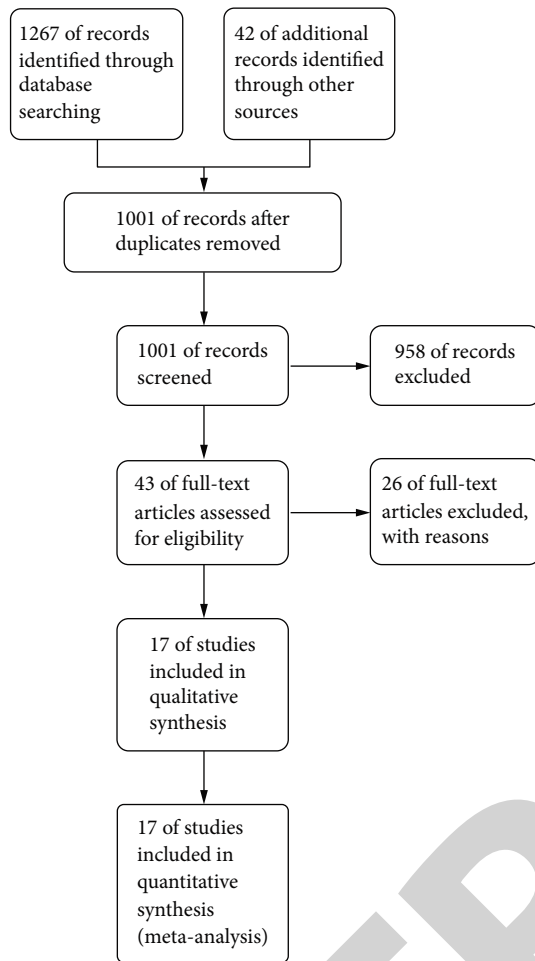 1267 of records
identified through
database
searching
42 of additional
records identified
through other
sources
1001 of records after
duplicates removed
1001 of records
screened
958 of records
excluded
43 of full-text
articles assessed
for eligibility
26 of full-text
articles excluded,
with reasons
17 of studies
included in
qualitative
synthesis
17 of studies
included in
quantitative
synthesis
(meta-analysis)